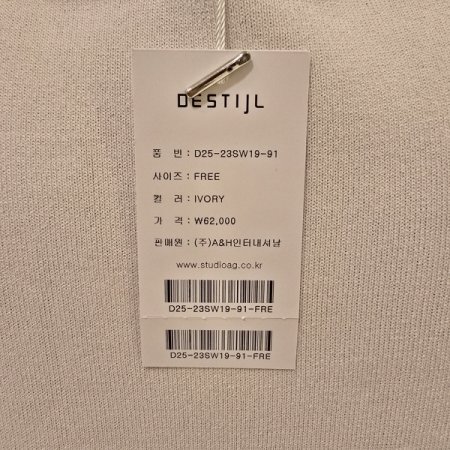 DESTIJL
품 번 : D25-23SW19-91
사이즈 : FREE
컬 러 : IVORY
가 격 : ₩62,000
판매원 : (주)A&H인터내셔날
www.studioag.co.kr
D25-23SW19-91-FRE
D25-23SW19-91-FRE